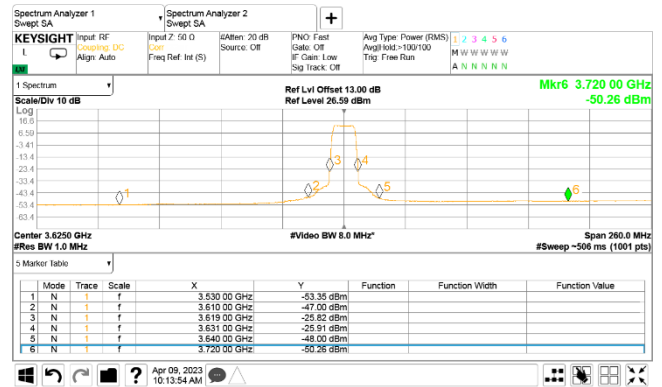 Spectrum Analyzer 1
Swept SA
Spectrum Analyzer 2
Swept SA
KEYSIGHT
L
Input: RF
Coupling: DC
Align: Auto
Input Z: 50 Ω
Corr
Freq Ref: Int (S)
#Atten: 20 dB
Source: Off
PNO: Fast
Gate: Off
IF Gain: Low
Sig Track: Off
Avg Type: Power (RMS)
Avg|Hold:>100/100
Trig: Free Run
1 2 3 4 5 6
M W W W W W
A N N N N N
1 Spectrum
Scale/Div 10 dB
Log
Ref Lvl Offset 13.00 dB
Ref Level 26.59 dBm
Mkr6 3.720 00 GHz
-50.26 dBm
16.6
6.59
-3.41
-13.4
-23.4
-33.4
-43.4
-53.4
-63.4
1
2
3
4
5
6
Center 3.6250 GHz
#Res BW 1.0 MHz
#Video BW 8.0 MHz*
Span 260.0 MHz
#Sweep ~506 ms (1001 pts)
5 Marker Table
Mode Trace Scale X Y Function Function Width Function Value
1 N 1 f 3.530 00 GHz -53.35 dBm
2 N 1 f 3.610 00 GHz -47.00 dBm
3 N 1 f 3.619 00 GHz -25.82 dBm
4 N 1 f 3.631 00 GHz -25.91 dBm
5 N 1 f 3.640 00 GHz -48.00 dBm
6 N 1 f 3.720 00 GHz -50.26 dBm
?
Apr 09, 2023
10:13:54 AM